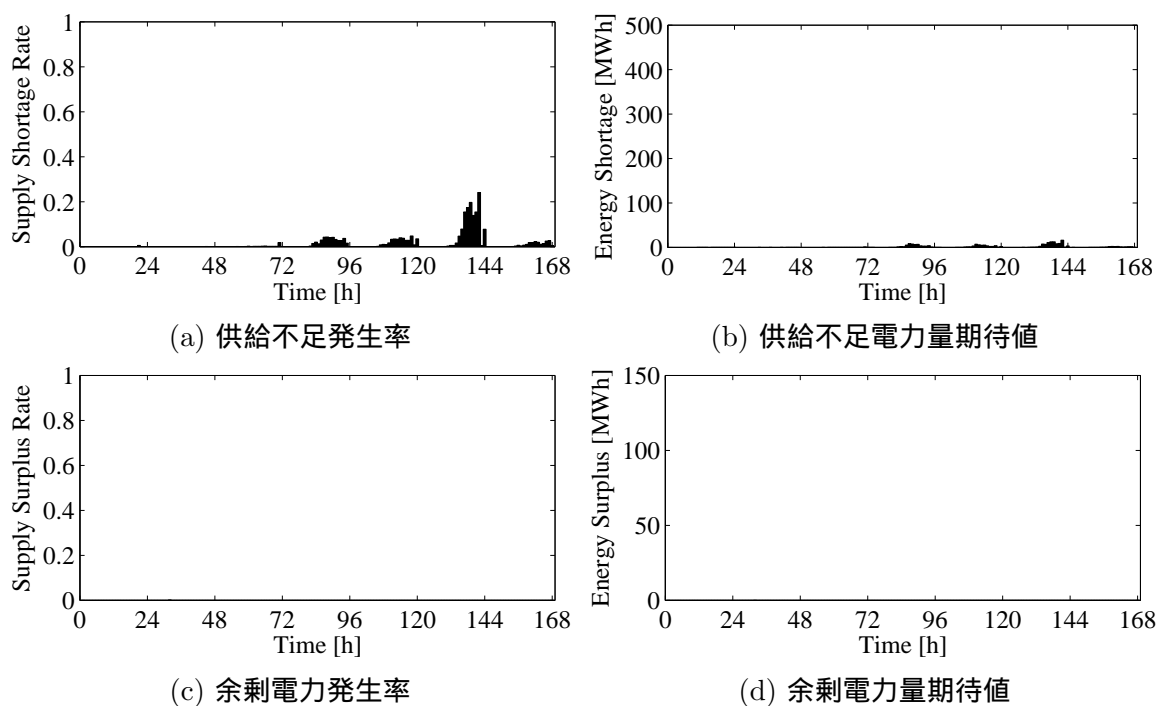 1
0.8
0.6
0.4
0.2
0
Supply Shortage Rate
0 24 48 72 96 120 144 168
Time [h]
(a) 供給不足発生率
500
400
300
200
100
0
Energy Shortage [MWh]
0 24 48 72 96 120 144 168
Time [h]
(b) 供給不足電力量期待値
1
0.8
0.6
0.4
0.2
0
Supply Surplus Rate
0 24 48 72 96 120 144 168
Time [h]
(c) 余剰電力発生率
150
100
50
0
Energy Surplus [MWh]
0 24 48 72 96 120 144 168
Time [h]
(d) 余剰電力量期待値